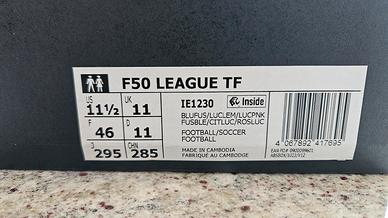 F50 LEAGUE TF
US 11½ UK 11
F 46 D 11
J 295 CHN 285
IE1230 Inside
BLUFUS/LUCLEM/LUCPNK
FUSBLE/CITLUC/ROSLUC
FOOTBALL/SOCCER
FOOTBALL
MADE IN CAMBODIA
FABRIQUÉ AU CAMBODGE
4 067892 417695